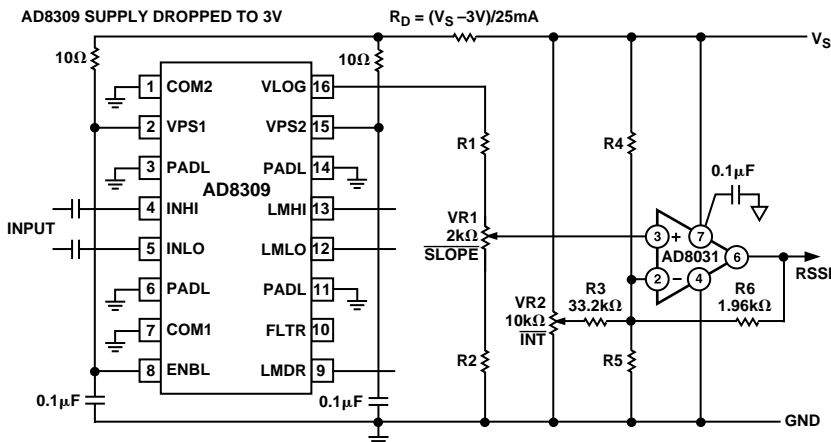 AD8309 SUPPLY DROPPED TO 3V
R_D = (V_S –3V)/25mA
10Ω
10Ω
V_S
1 COM2
VLOG 16
2 VPS1
VPS2 15
3 PADL
PADL 14
AD8309
4 INHI
LMHI 13
INPUT
5 INLO
LMLO 12
6 PADL
PADL 11
7 COM1
FLTR 10
8 ENBL
LMDR 9
0.1μF
0.1μF
R1
VR1
2kΩ
SLOPE
R2
R4
VR2
10kΩ
INT
R3
33.2kΩ
R5
0.1μF
3 +
7
AD8031
6
2 –
4
RSSI
R6
1.96kΩ
GND